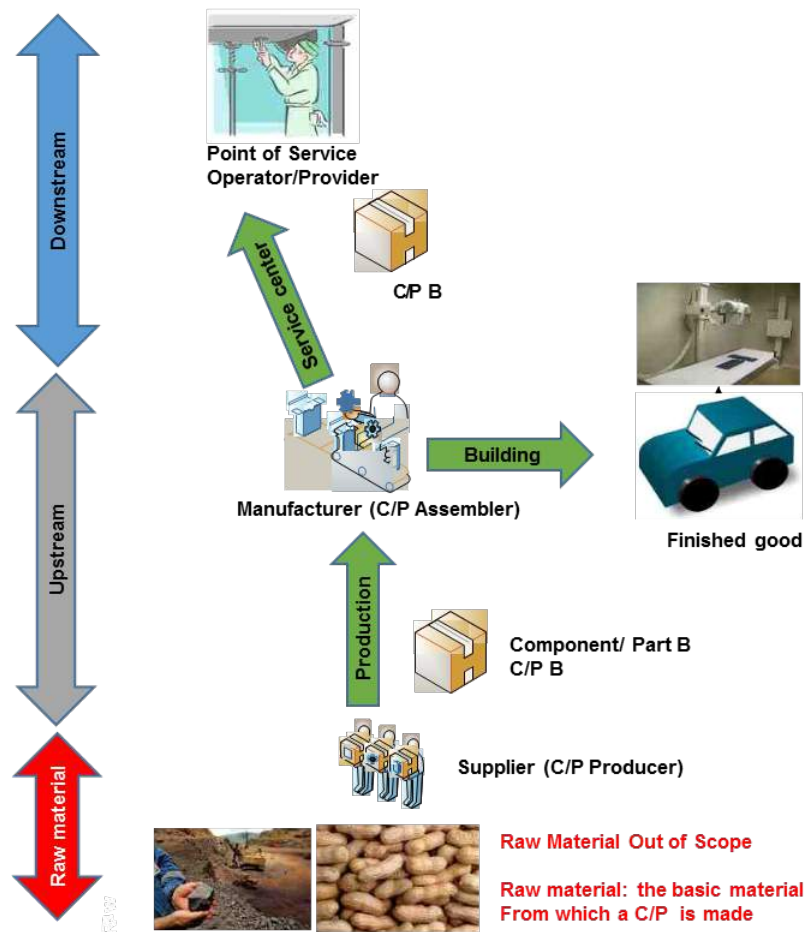 Downstream
Point of Service
Operator/Provider
Service center
C/P B
Upstream
Building
Manufacturer (C/P Assembler)
Finished good
Production
Component/ Part B
C/P B
Raw material
Supplier (C/P Producer)
Raw Material Out of Scope
Raw material: the basic material
From which a C/P is made